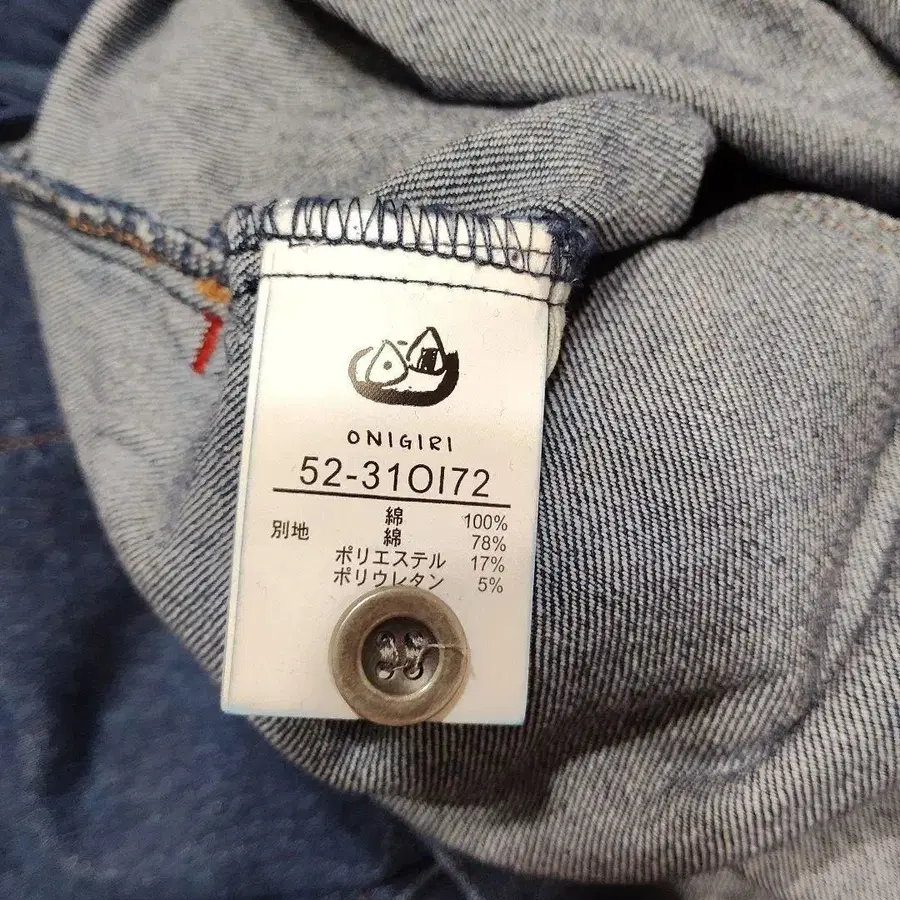 ONIGIRI
52-31OI72
綿 100%
別地 綿 78%
ポリエステル 17%
ポリウレタン 5%